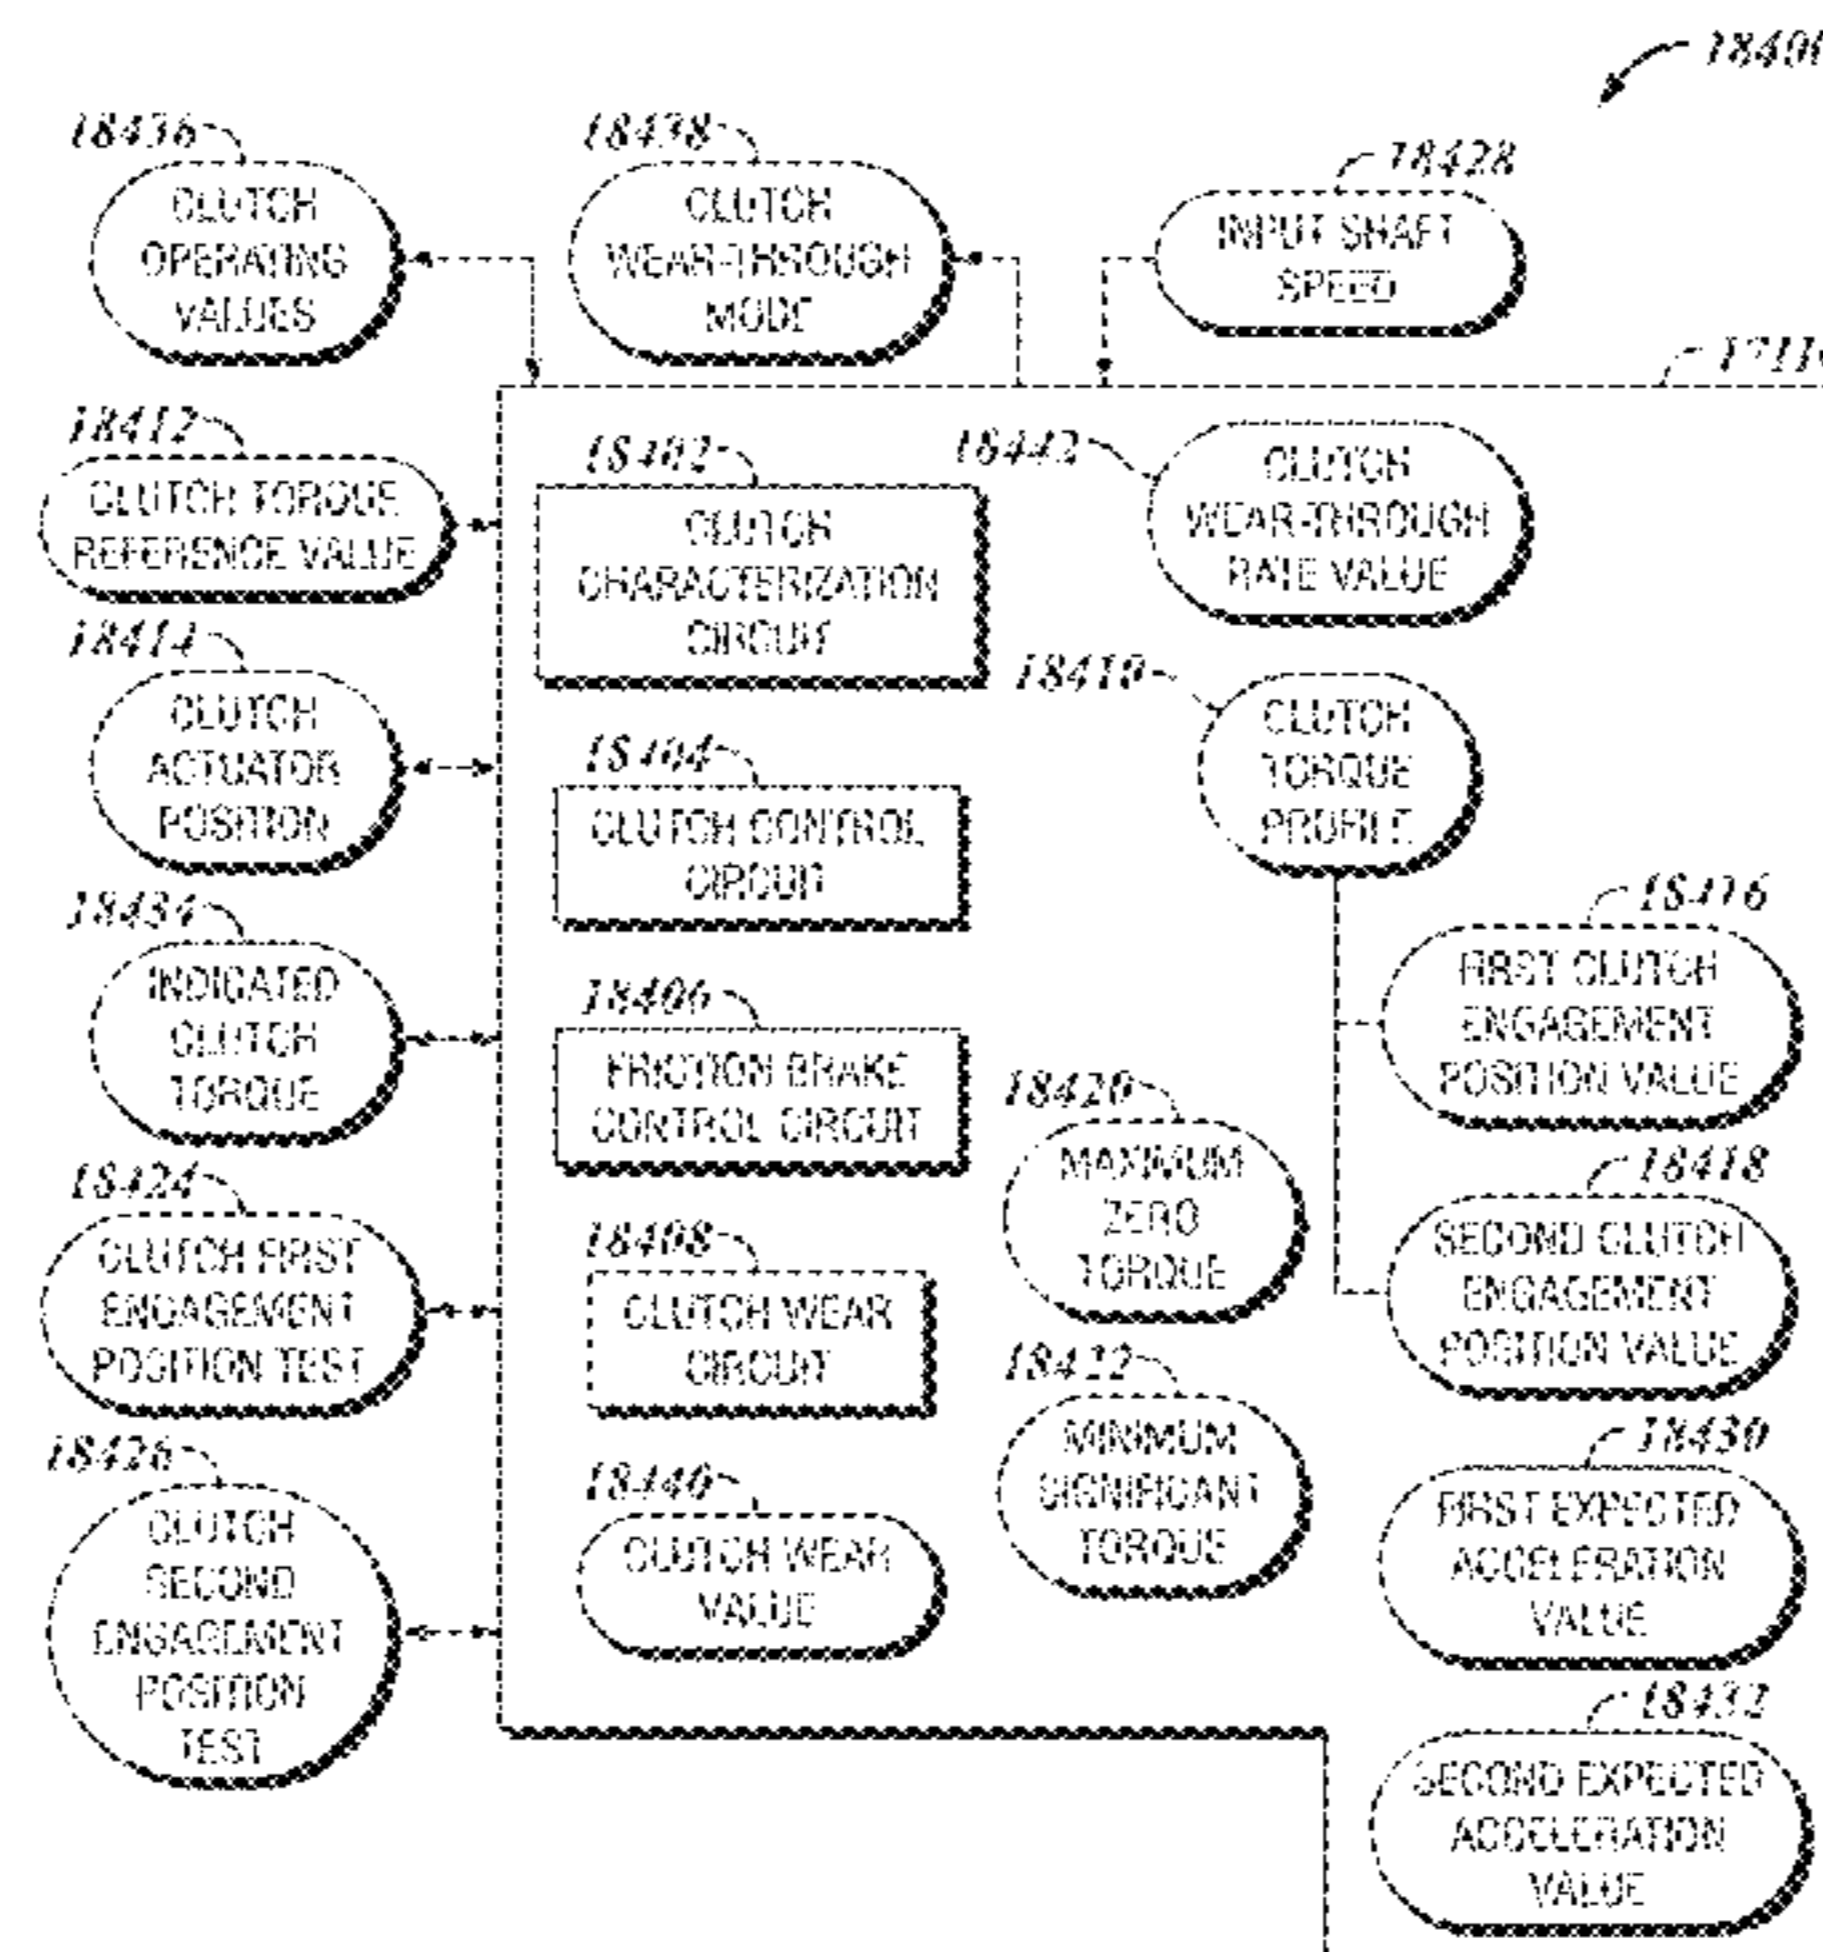 18436
CLUTCH
OPERATING
VALUES
18438
CLUTCH
WEAR-THROUGH
MODE
18428
INPUT SHAFT
SPEED
18412
CLUTCH TORQUE
REFERENCE VALUE
18414
CLUTCH
ACTUATOR
POSITION
18434
INDICATED
CLUTCH
TORQUE
18424
CLUTCH FIRST
ENGAGEMENT
POSITION TEST
18426
CLUTCH
SECOND
ENGAGEMENT
POSITION
TEST
18402
CLUTCH
CHARACTERIZATION
CIRCUIT
18404
CLUTCH CONTROL
CIRCUIT
18406
FRICTION BRAKE
CONTROL CIRCUIT
18408
CLUTCH WEAR
CIRCUIT
18440
CLUTCH WEAR
VALUE
18442
CLUTCH
WEAR-THROUGH
RATE VALUE
18410
CLUTCH
TORQUE
PROFILE
18416
FIRST CLUTCH
ENGAGEMENT
POSITION VALUE
18420
MAXIMUM
ZERO
TORQUE
18418
SECOND CLUTCH
ENGAGEMENT
POSITION VALUE
18422
MINIMUM
SIGNIFICANT
TORQUE
18430
FIRST EXPECTED
ACCELERATION
VALUE
18432
SECOND EXPECTED
ACCELERATION
VALUE